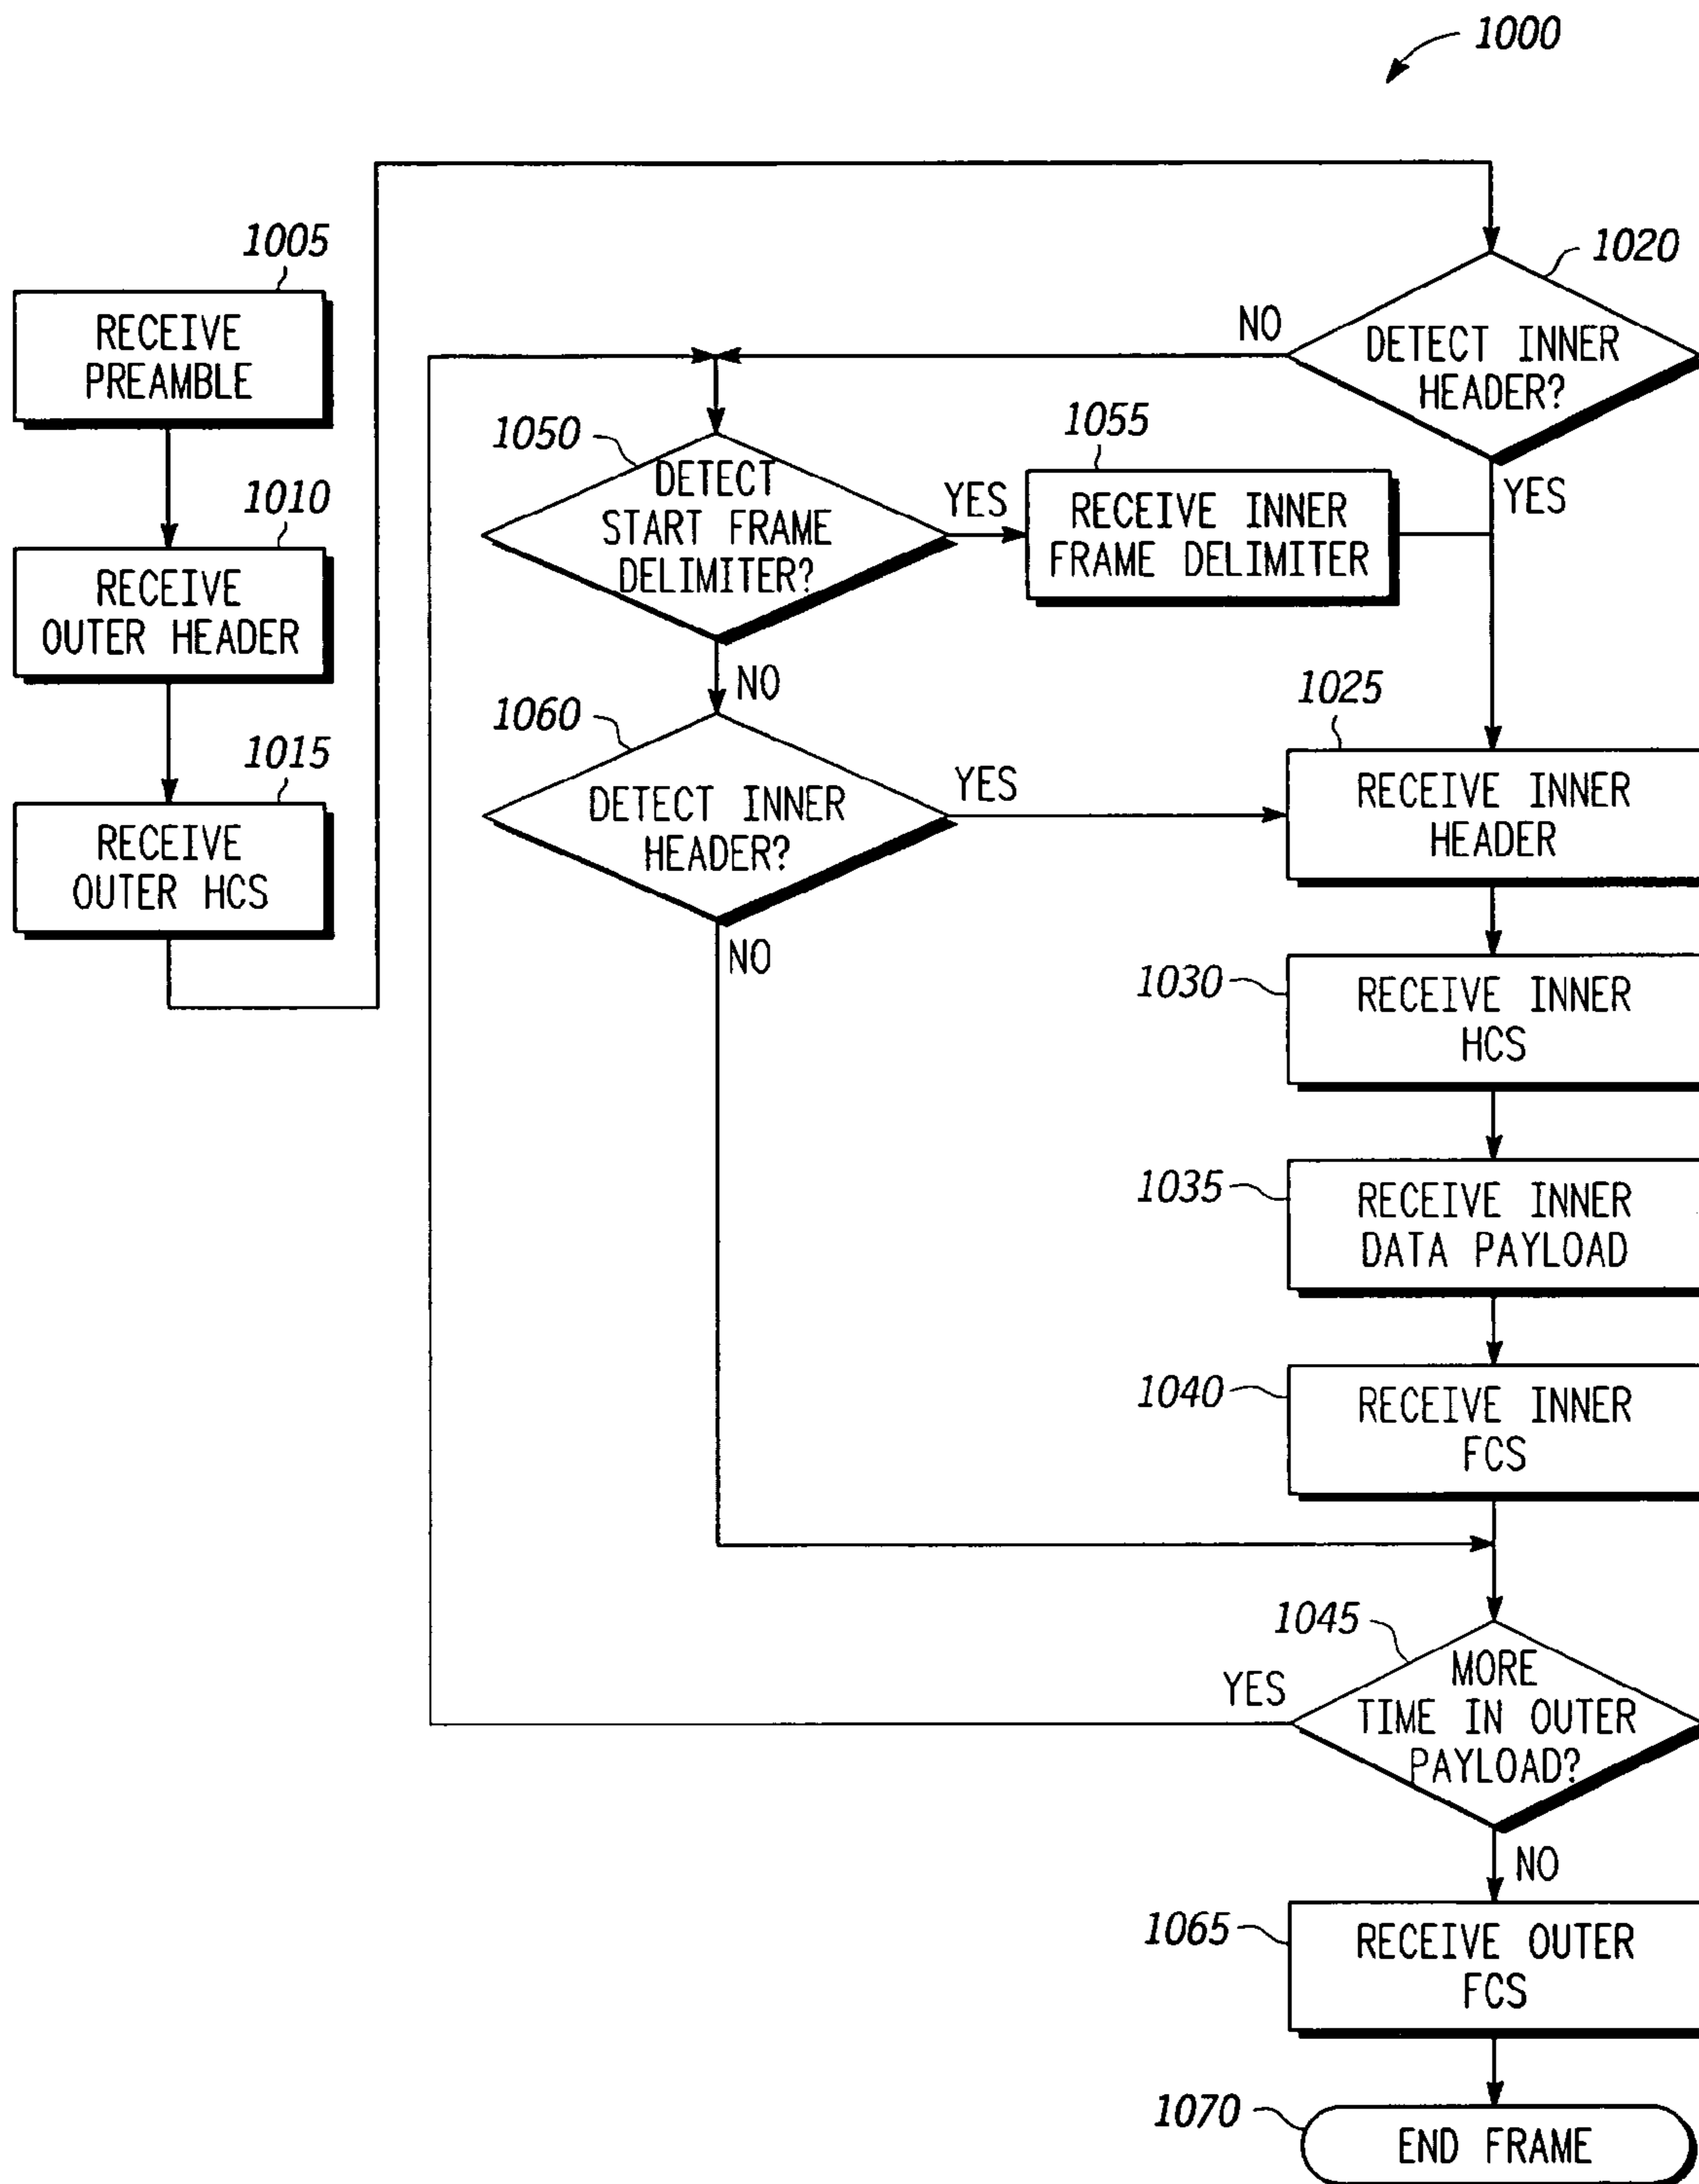 1000
1005
RECEIVE
PREAMBLE
1010
RECEIVE
OUTER HEADER
1015
RECEIVE
OUTER HCS
1020
DETECT INNER
HEADER?
NO
YES
1050
DETECT
START FRAME
DELIMITER?
YES
NO
1055
RECEIVE INNER
FRAME DELIMITER
1060
DETECT INNER
HEADER?
YES
NO
1025
RECEIVE INNER
HEADER
1030
RECEIVE INNER
HCS
1035
RECEIVE INNER
DATA PAYLOAD
1040
RECEIVE INNER
FCS
1045
MORE
TIME IN OUTER
PAYLOAD?
YES
NO
1065
RECEIVE OUTER
FCS
1070
END FRAME